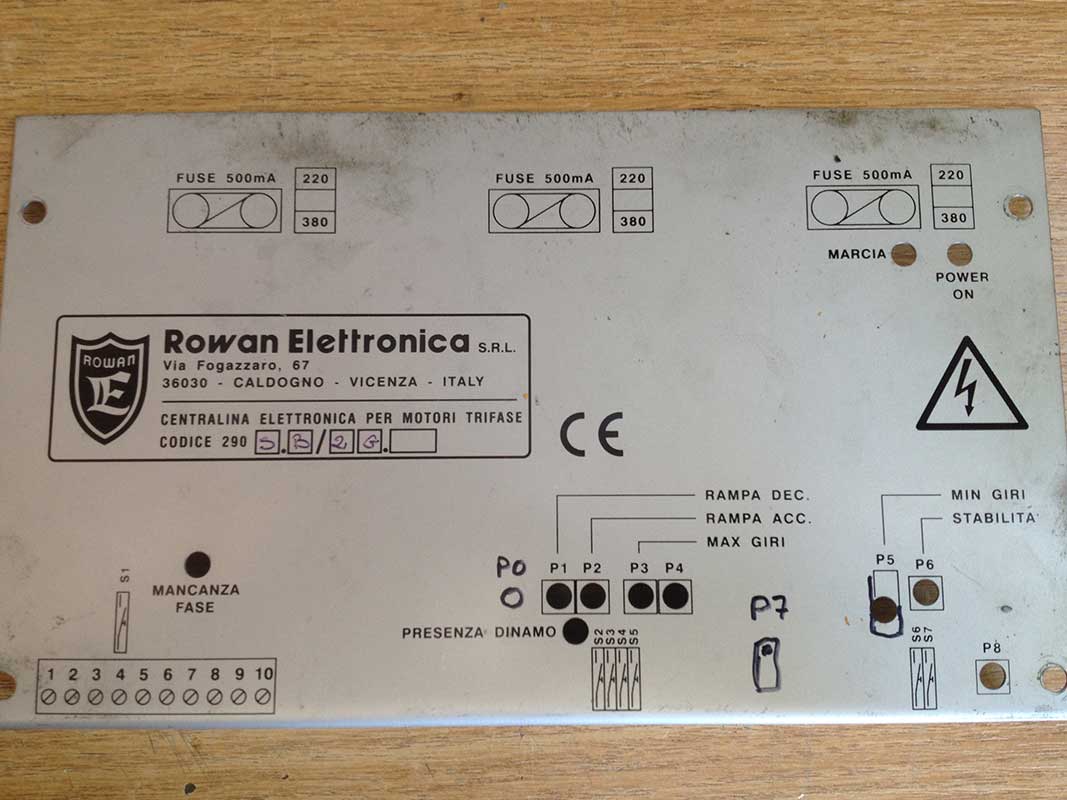 FUSE 500mA 220
380
FUSE 500mA 220
380
FUSE 500mA 220
380
MARCIA
POWER
ON
ROWAN
E
Rowan Elettronica S.R.L.
Via Fogazzaro, 67
36030 - CALDOGNO - VICENZA - ITALY
CENTRALINA ELETTRONICA PER MOTORI TRIFASE
CODICE 290 S.B/2G.
CE
RAMPA DEC.
RAMPA ACC.
MAX GIRI
MIN GIRI
STABILITA'
S1
MANCANZA
FASE
P0
P1 P2 P3 P4
P5 P6
P7
PRESENZA DINAMO
S2 S3 S4 S5
S6 S7
P8
1 2 3 4 5 6 7 8 9 10